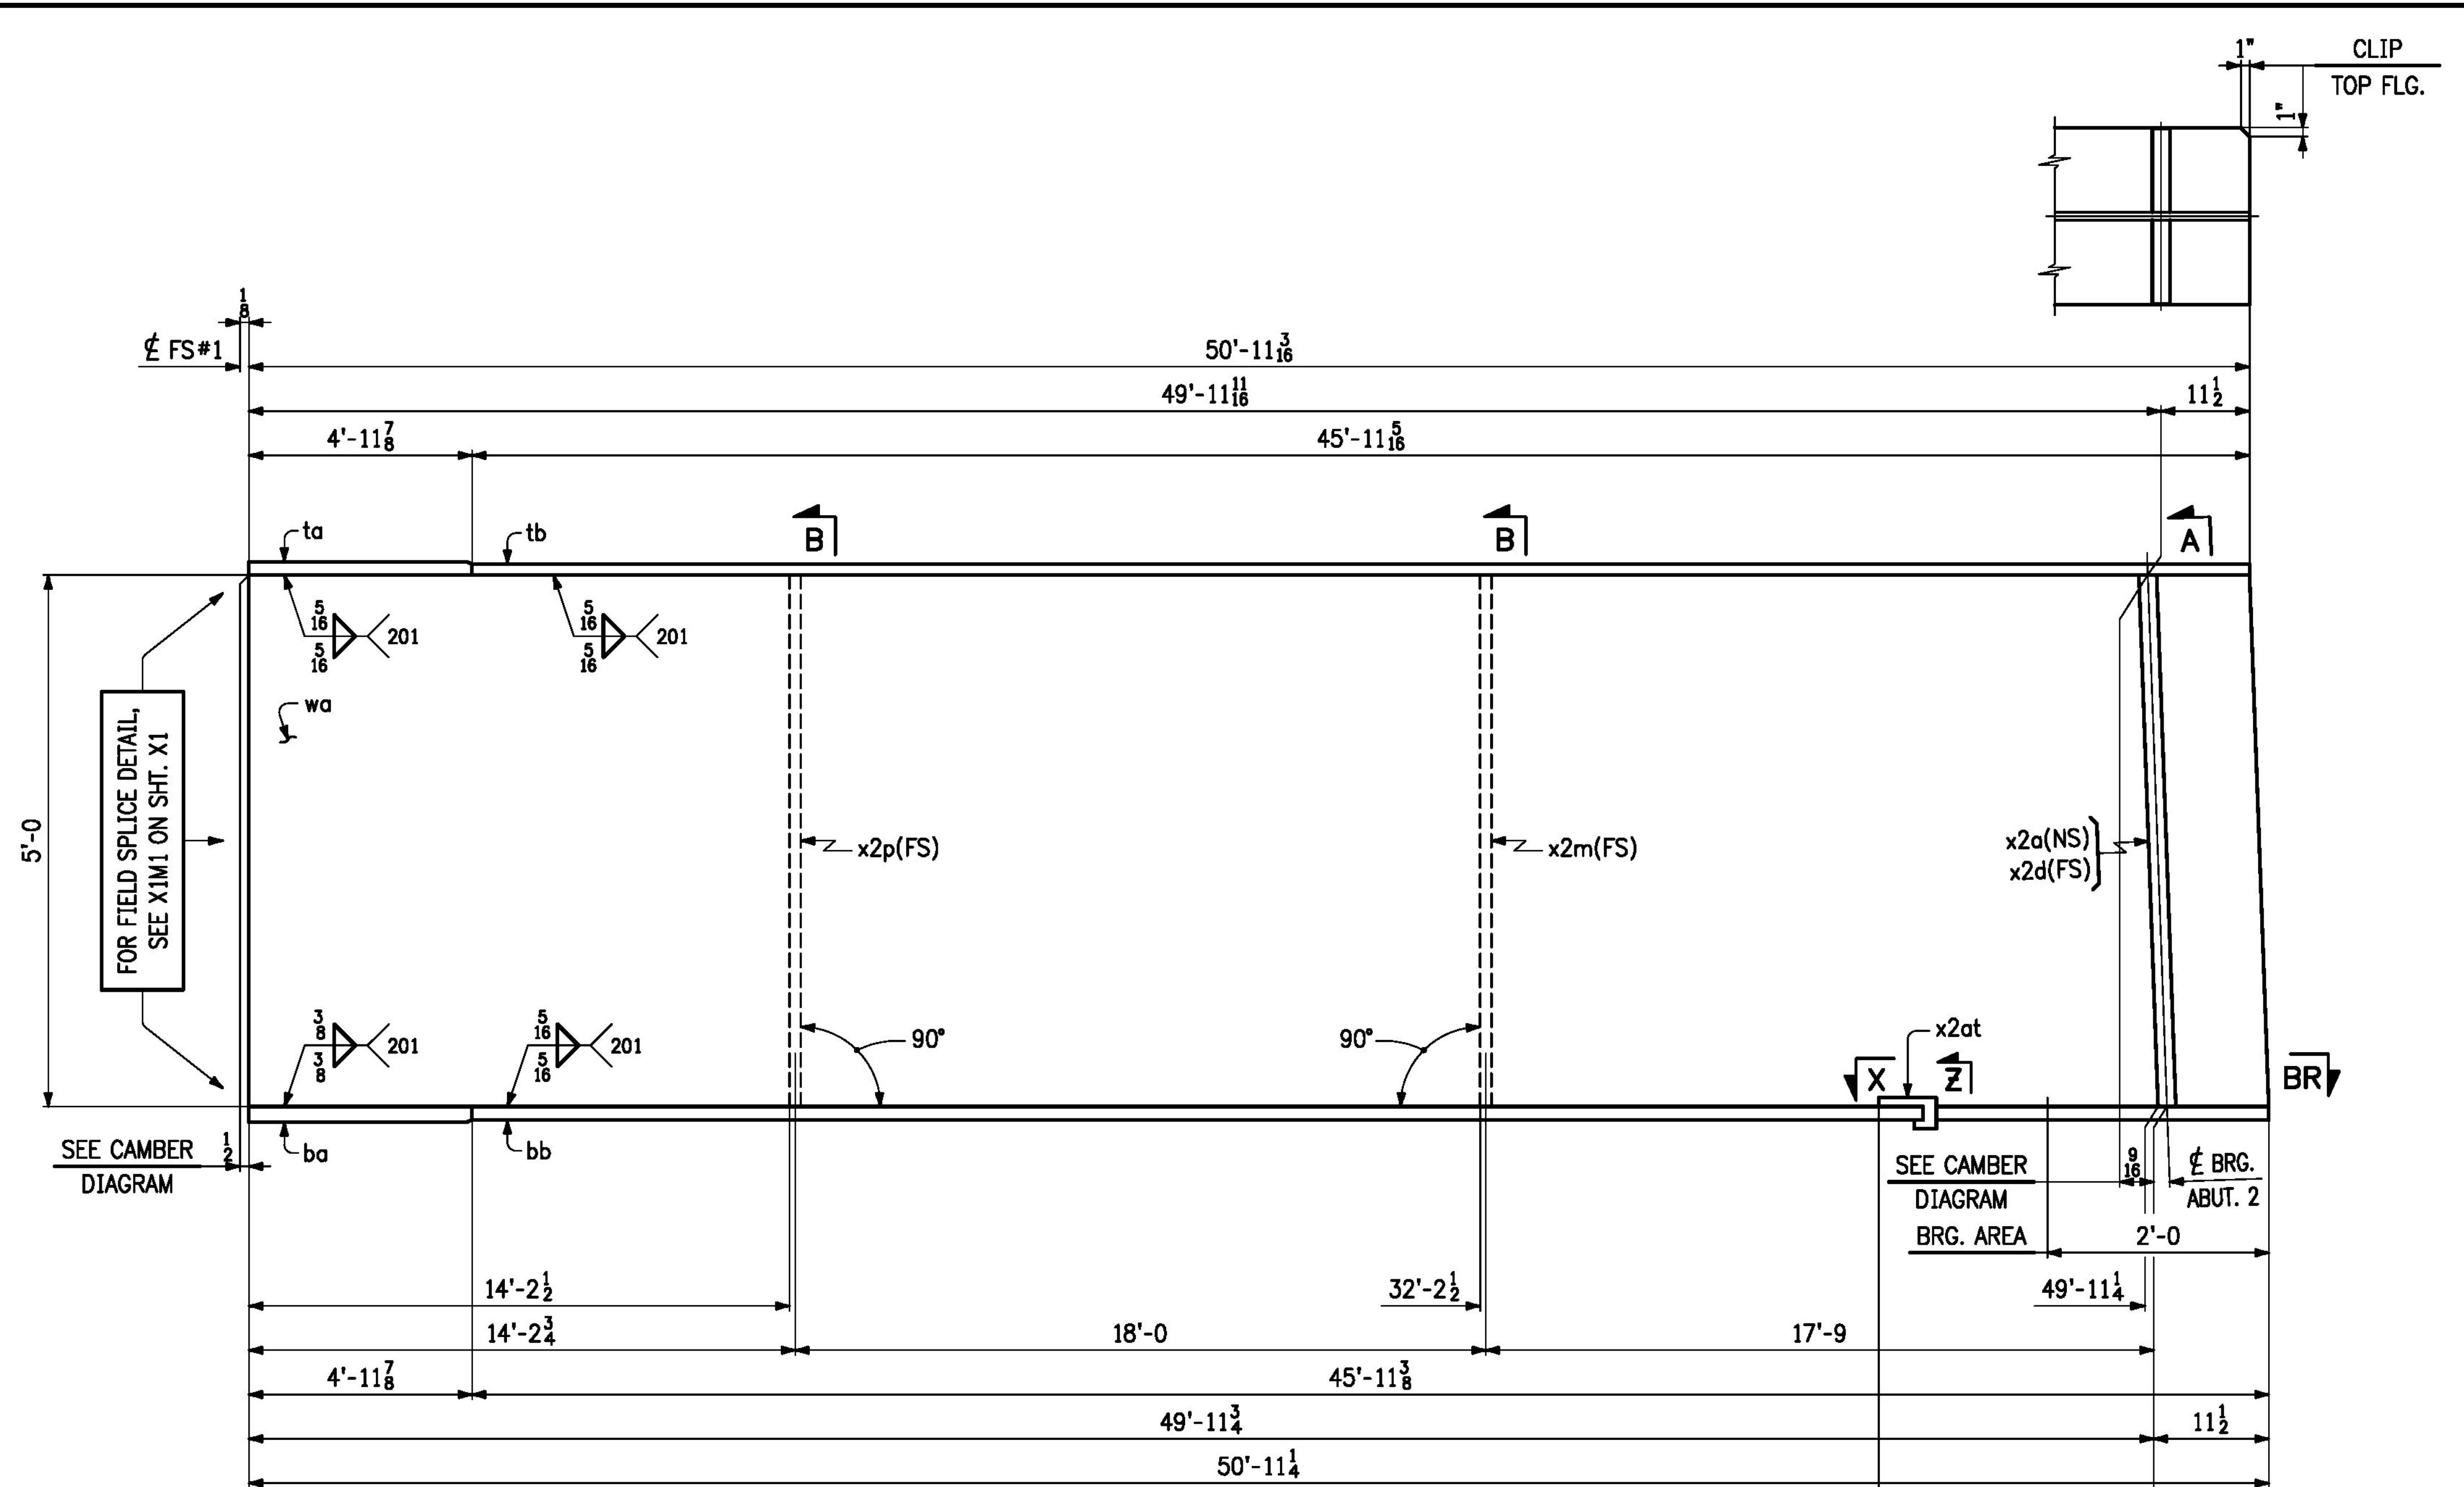 1" CLIP
TOP FLG.
1"
1/8
℄ FS#1
50'-11 3/16
49'-11 11/16
11 1/2
4'-11 7/8
45'-11 5/16
ta
tb
B
B
A
5/16
5/16
201
5/16
5/16
201
wa
FOR FIELD SPLICE DETAIL,
SEE X1M1 ON SHT. X1
5'-0
x2p(FS)
x2m(FS)
x2a(NS)
x2d(FS)
3/8
3/8
201
5/16
5/16
201
90°
90°
x2at
X
Z
BR
SEE CAMBER
DIAGRAM
1/2
ba
bb
SEE CAMBER
DIAGRAM
9/16
℄ BRG.
ABUT. 2
BRG. AREA
2'-0
14'-2 1/2
32'-2 1/2
49'-11 1/4
14'-2 3/4
18'-0
17'-9
4'-11 7/8
45'-11 3/8
49'-11 3/4
11 1/2
50'-11 1/4